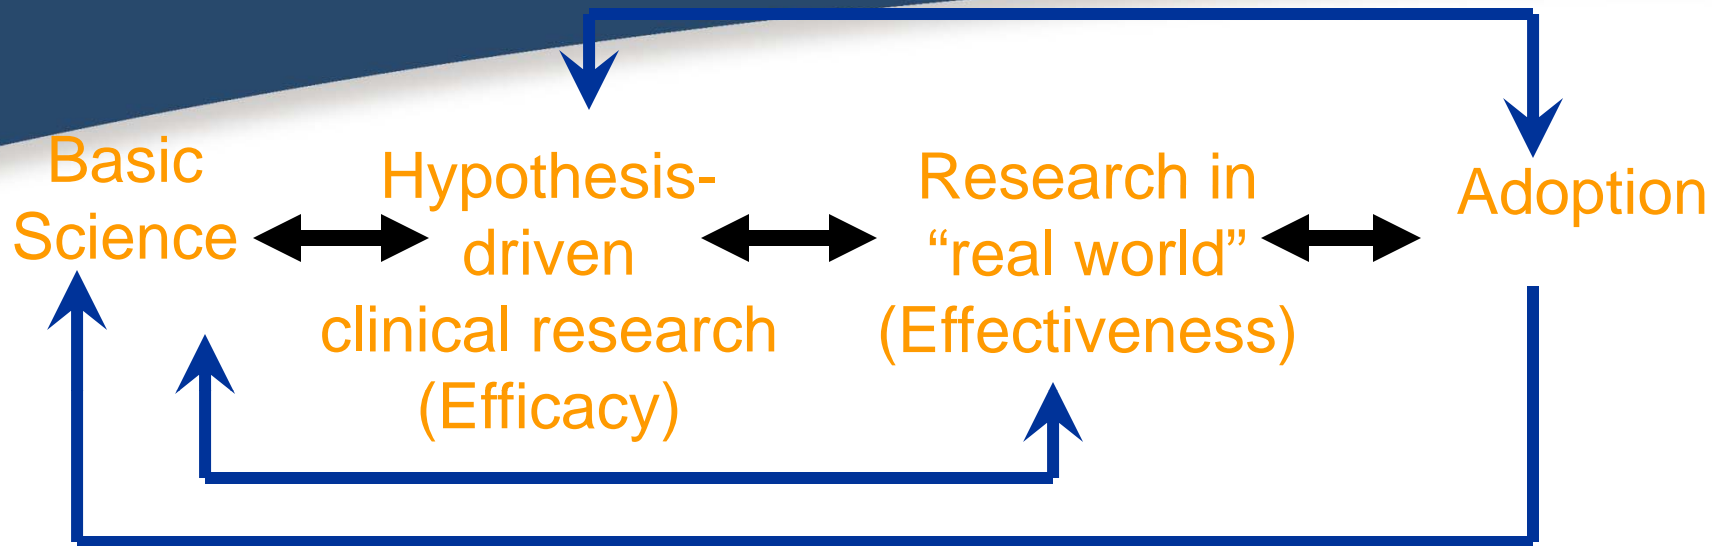 Basic
Science
Hypothesis-
driven
clinical research
(Efficacy)
Research in
“real world”
(Effectiveness)
Adoption